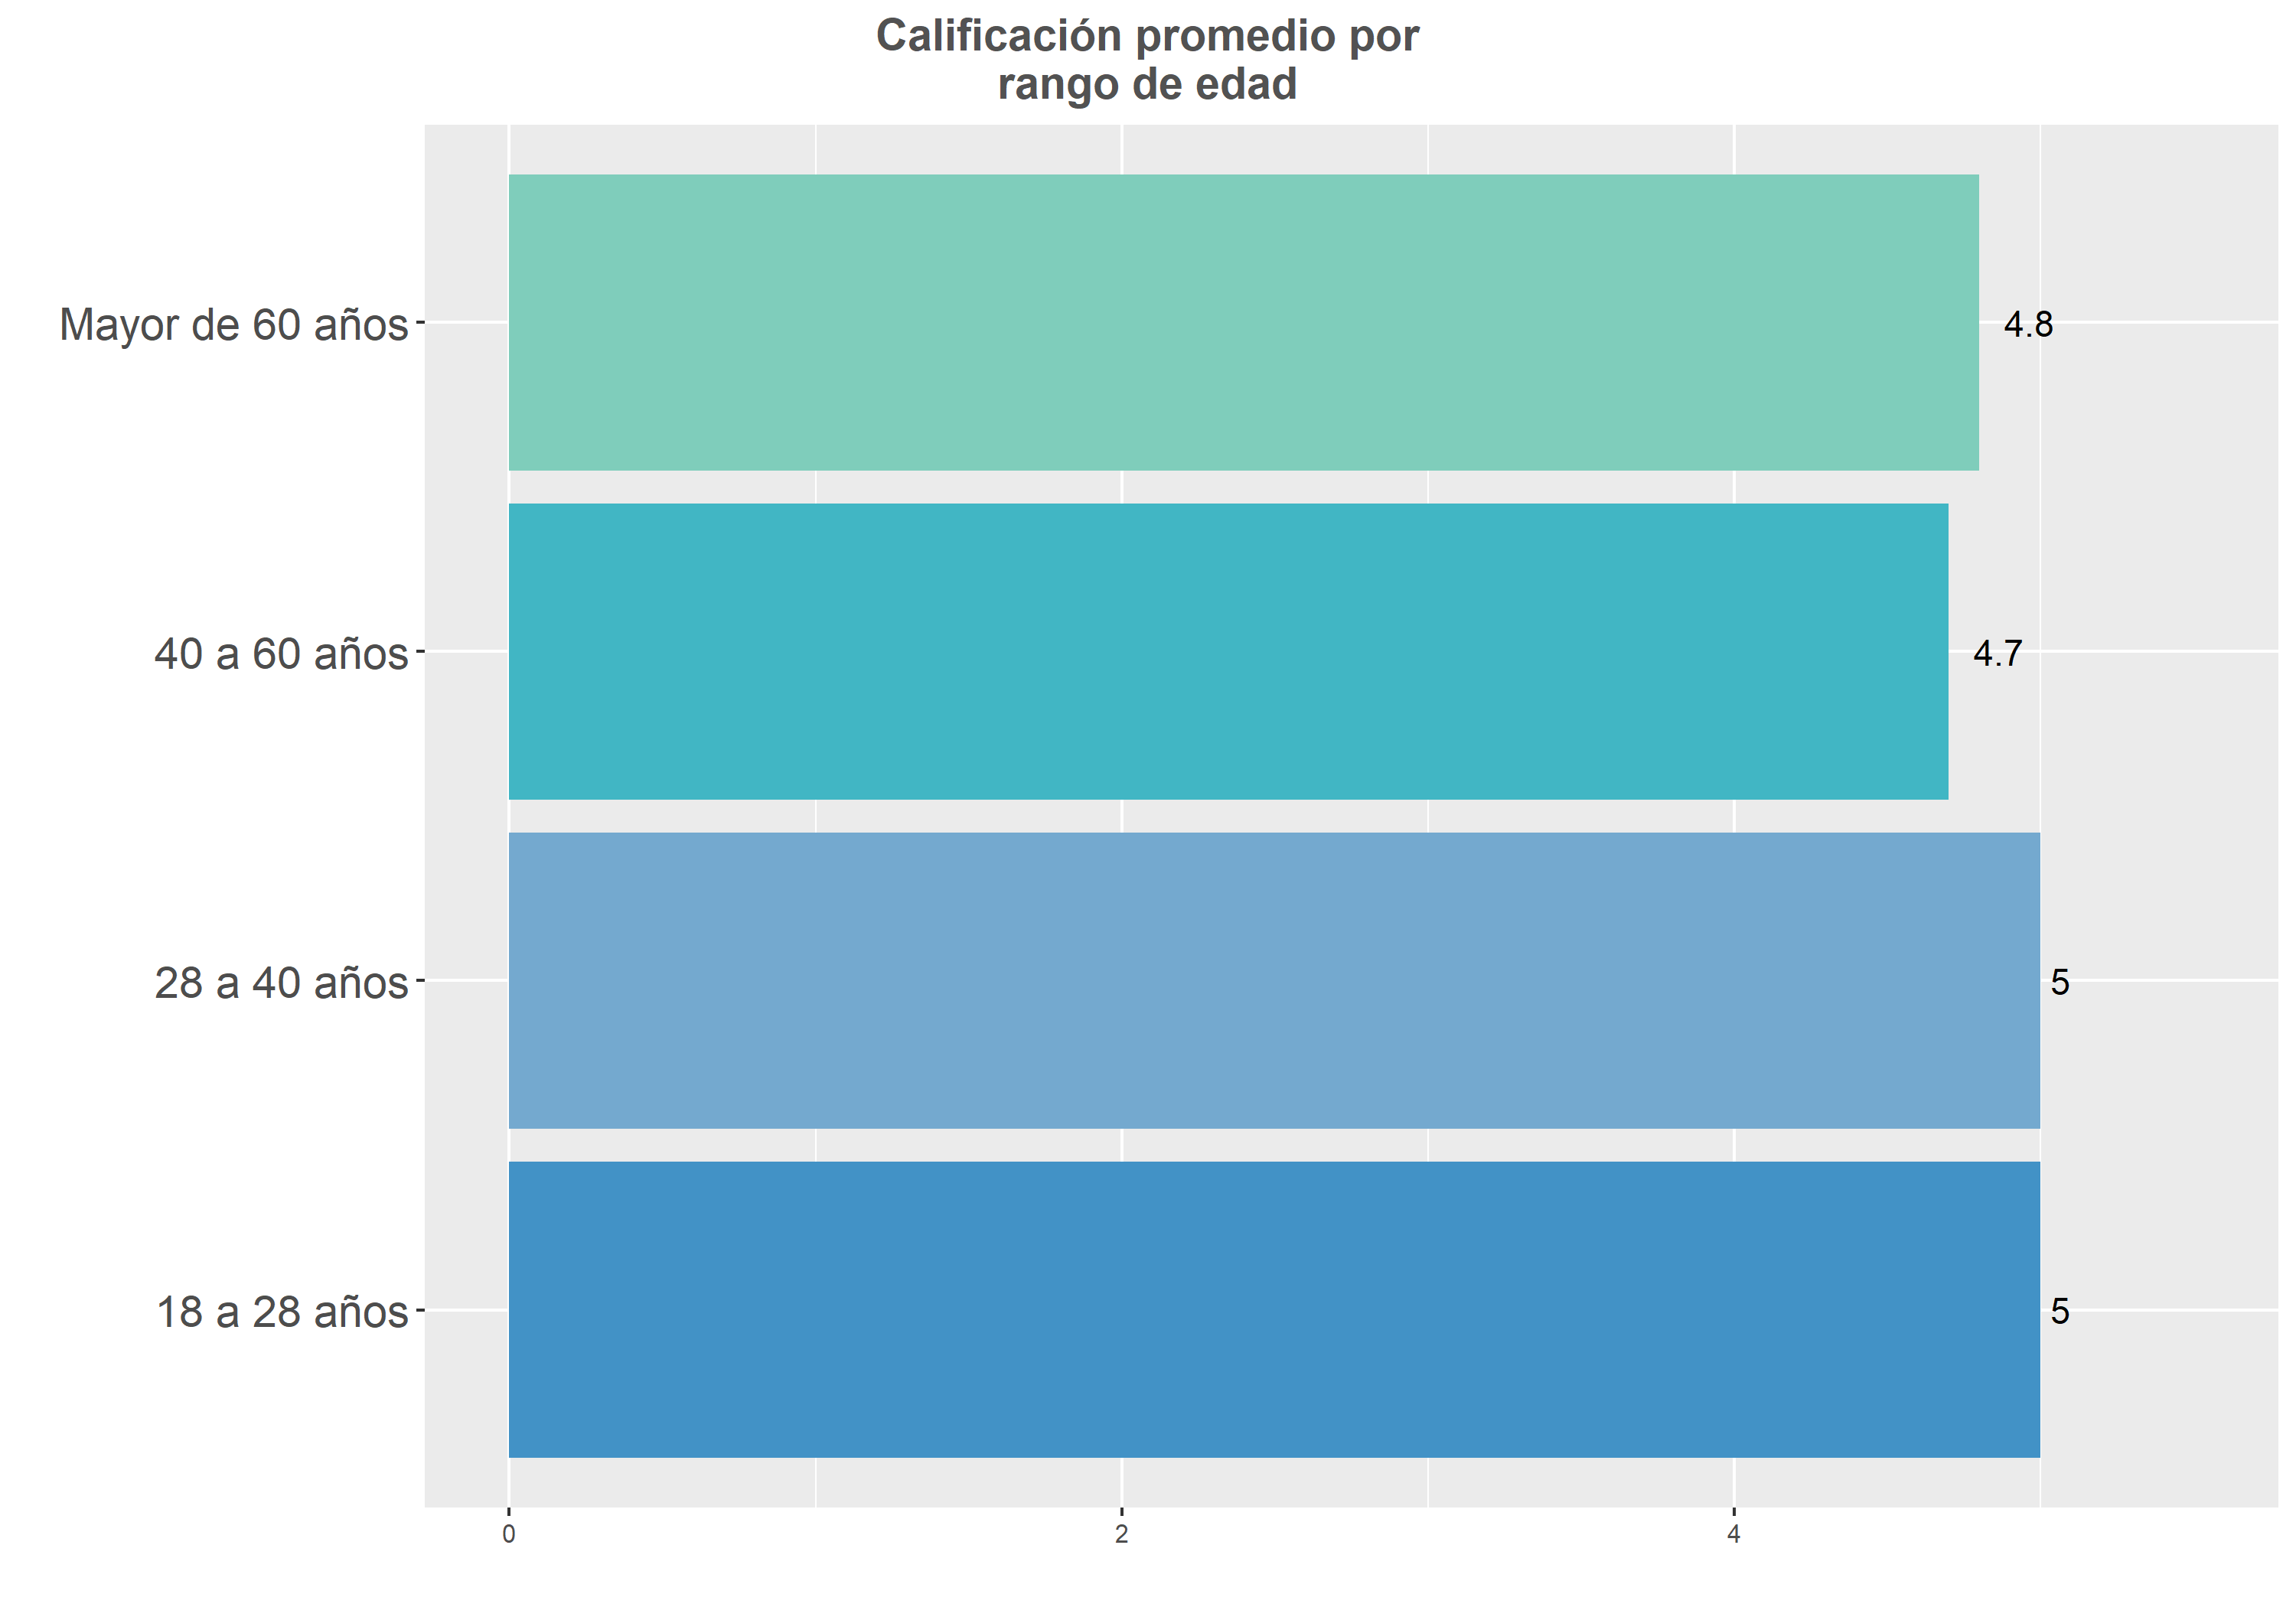 Calificación promedio por
rango de edad
Mayor de 60 años
4.8
40 a 60 años
4.7
28 a 40 años
5
18 a 28 años
5
0
2
4